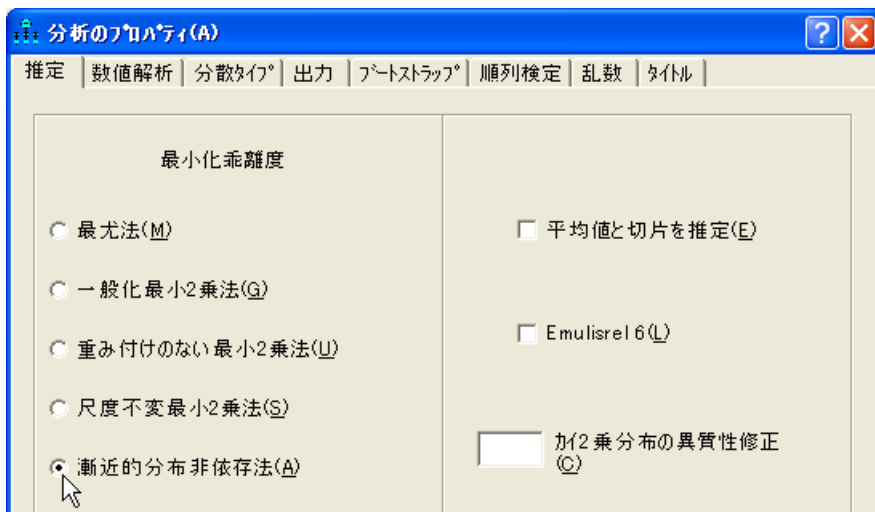 分析のﾌﾟﾛﾊﾟﾃｨ(A)
推定 数値解析 分散ﾀｲﾌﾟ 出力 ﾌﾞｰﾄｽﾄﾗｯﾌﾟ 順列検定 乱数 ﾀｲﾄﾙ
最小化乖離度
最尤法(M)
一般化最小2乗法(G)
重み付けのない最小2乗法(U)
尺度不変最小2乗法(S)
漸近的分布非依存法(A)
平均値と切片を推定(E)
Emulisrel 6(L)
ｶｲ2乗分布の異質性修正
(C)